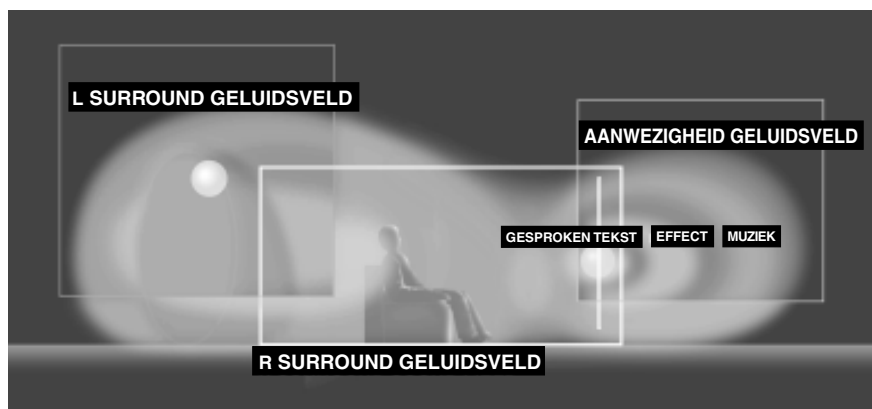 L SURROUND GELUIDSVELD
AANWEZIGHEID GELUIDSVELD
GESPROKEN TEKST EFFECT MUZIEK
R SURROUND GELUIDSVELD